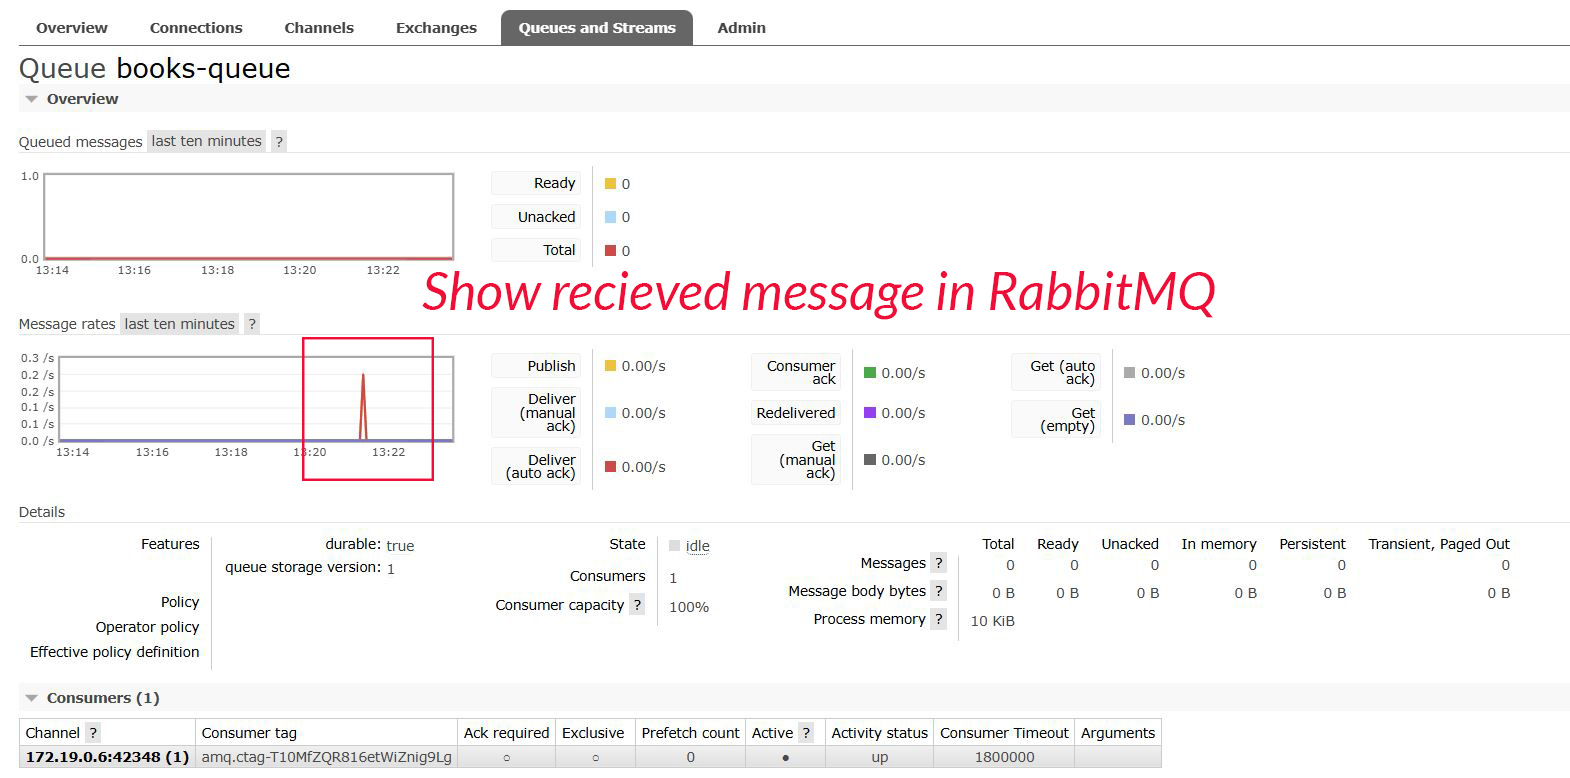 Overview Connections Channels Exchanges Queues and Streams Admin
Queue books-queue
Overview
Queued messages last ten minutes ?
1.0
0.0
13:14 13:16 13:18 13:20 13:22
Ready 0
Unacked 0
Total 0
Show recieved message in RabbitMQ
Message rates last ten minutes ?
0.3 /s
0.2 /s
0.2 /s
0.1 /s
0.1 /s
0.0 /s
13:14 13:16 13:18 13:20 13:22
Publish 0.00/s
Deliver (manual ack) 0.00/s
Deliver (auto ack) 0.00/s
Consumer ack 0.00/s
Redelivered 0.00/s
Get (manual ack) 0.00/s
Get (auto ack) 0.00/s
Get (empty) 0.00/s
Details
Features durable: true
queue storage version: 1
Policy
Operator policy
Effective policy definition
State idle
Consumers 1
Consumer capacity ? 100%
Total Ready Unacked In memory Persistent Transient, Paged Out
Messages ? 0 0 0 0 0 0
Message body bytes ? 0 B 0 B 0 B 0 B 0 B 0 B
Process memory ? 10 KiB
Consumers (1)
Channel ? Consumer tag Ack required Exclusive Prefetch count Active ? Activity status Consumer Timeout Arguments
172.19.0.6:42348 (1) amq.ctag-T10MfZQR816etWiZnig9Lg ○ ○ 0 ● up 1800000